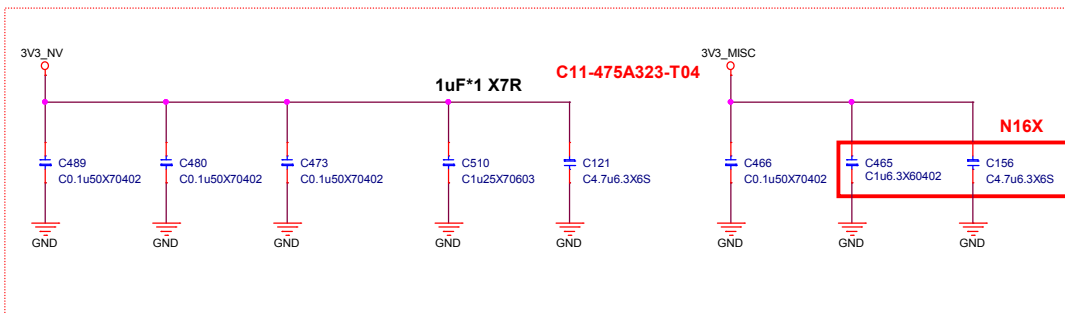 3V3_NV
3V3_MISC
1uF*1 X7R
C11-475A323-T04
N16X
C489
C0.1u50X70402
C480
C0.1u50X70402
C473
C0.1u50X70402
C510
C1u25X70603
C121
C4.7u6.3X6S
C466
C0.1u50X70402
C465
C1u6.3X60402
C156
C4.7u6.3X6S
GND
GND
GND
GND
GND
GND
GND
GND